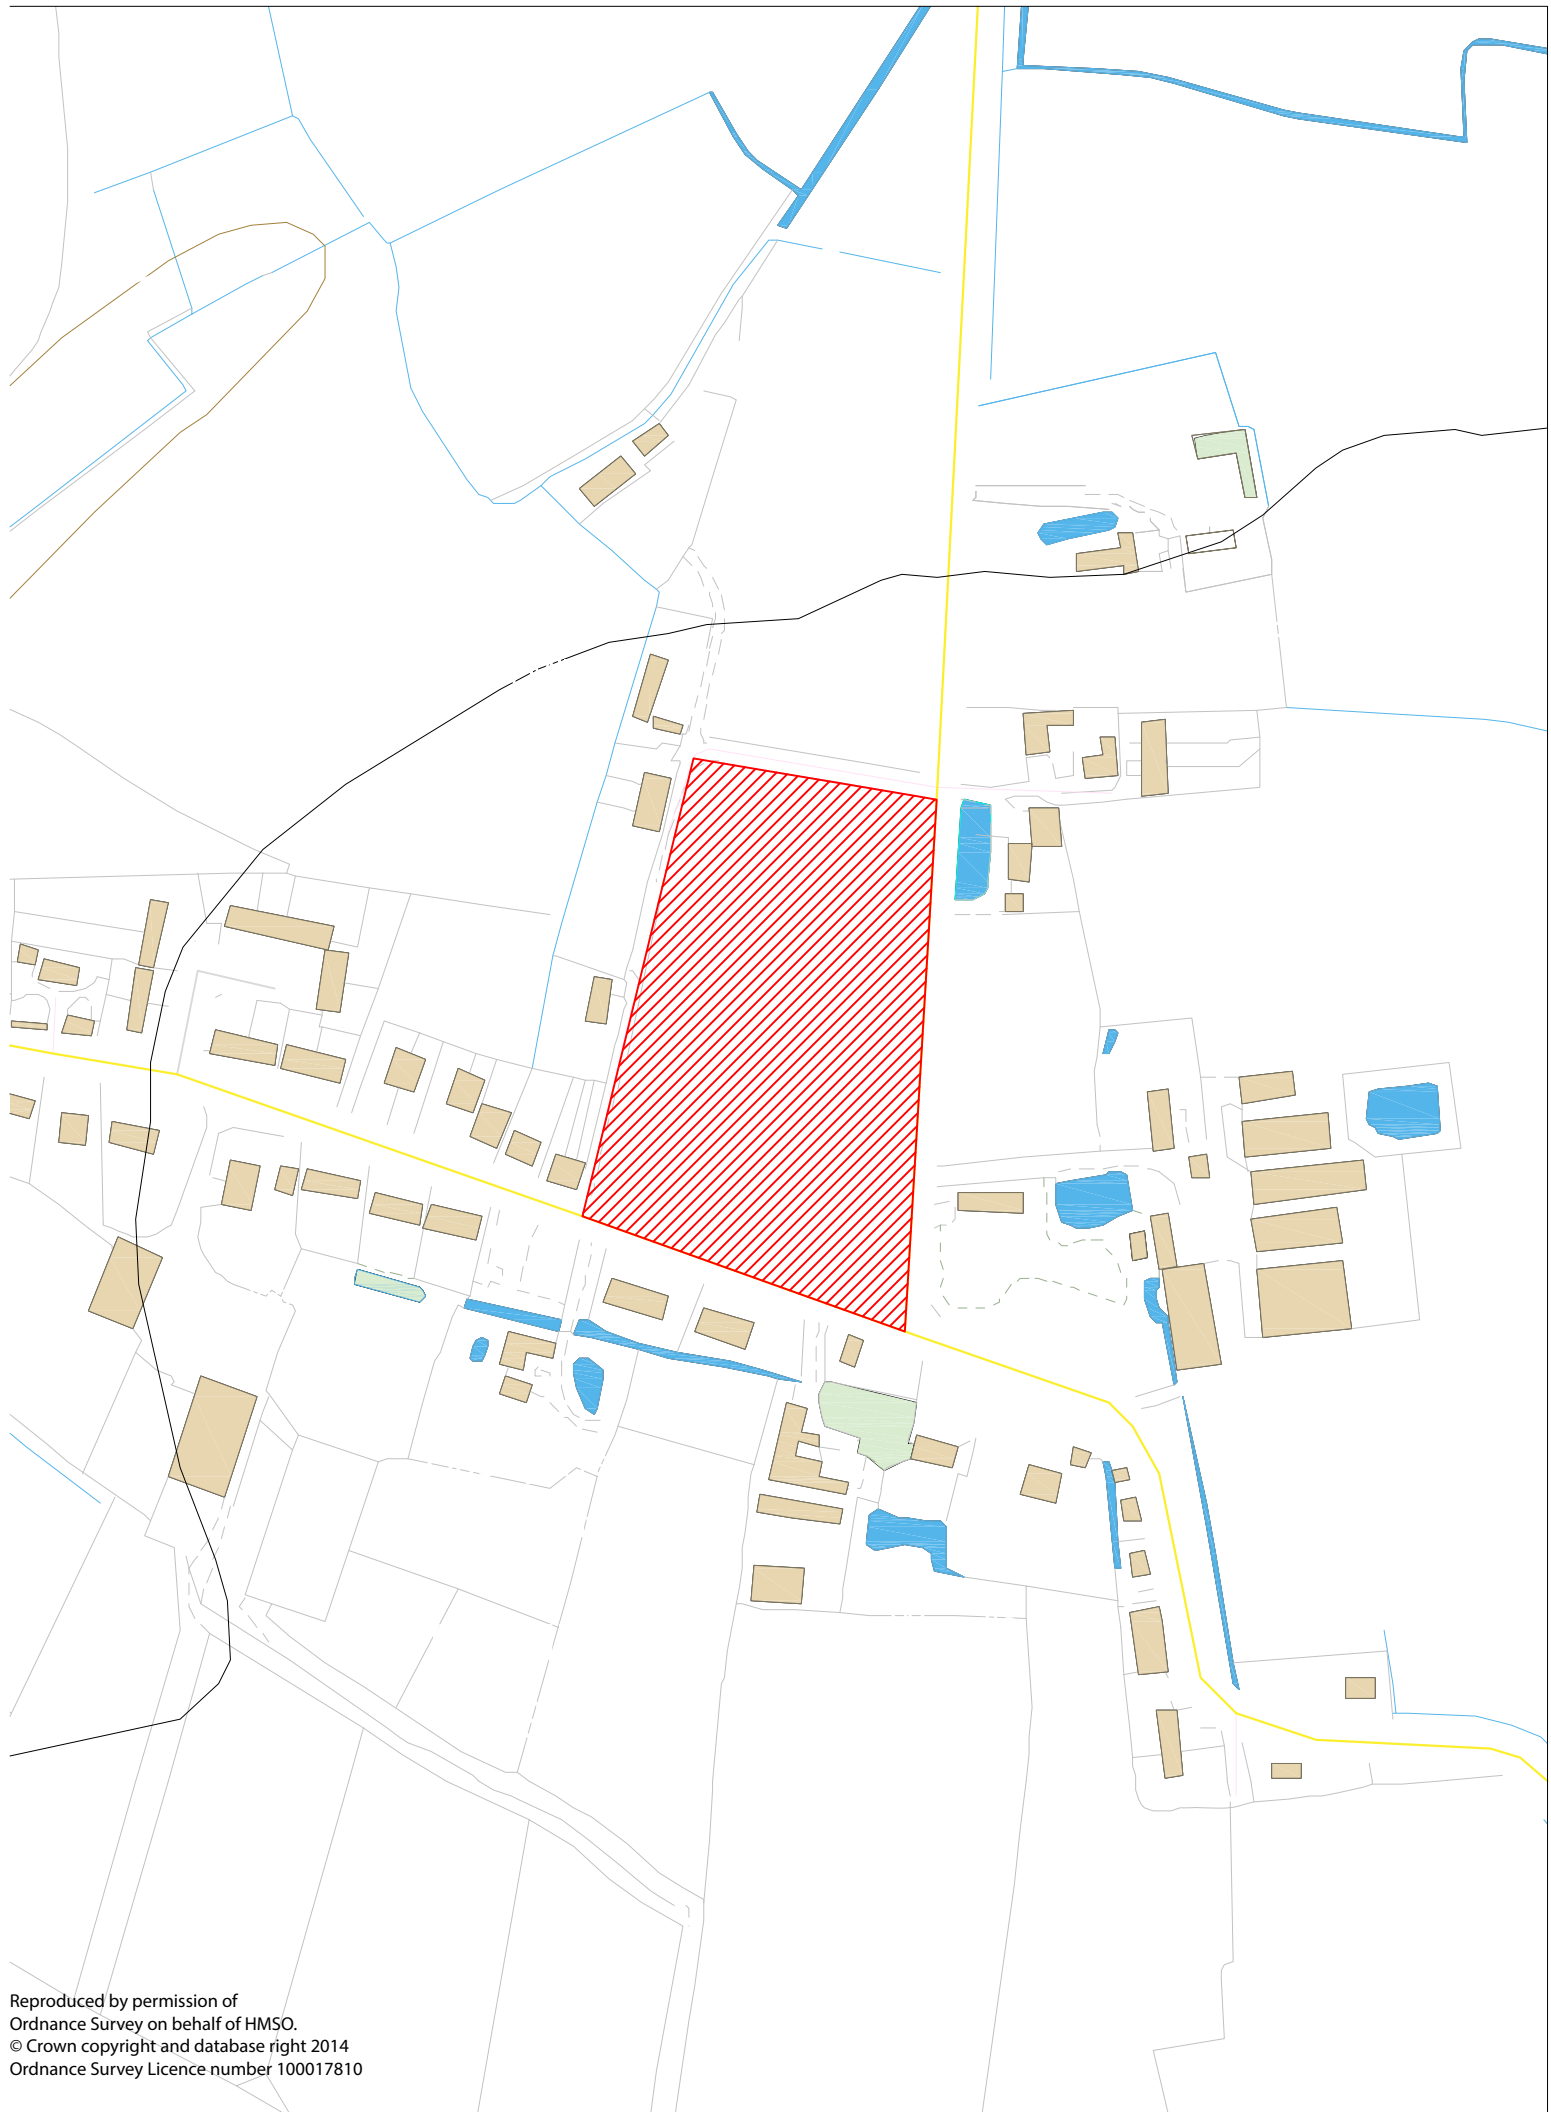 Reproduced by permission of
Ordnance Survey on behalf of HMSO.
© Crown copyright and database right 2014
Ordnance Survey Licence number 100017810